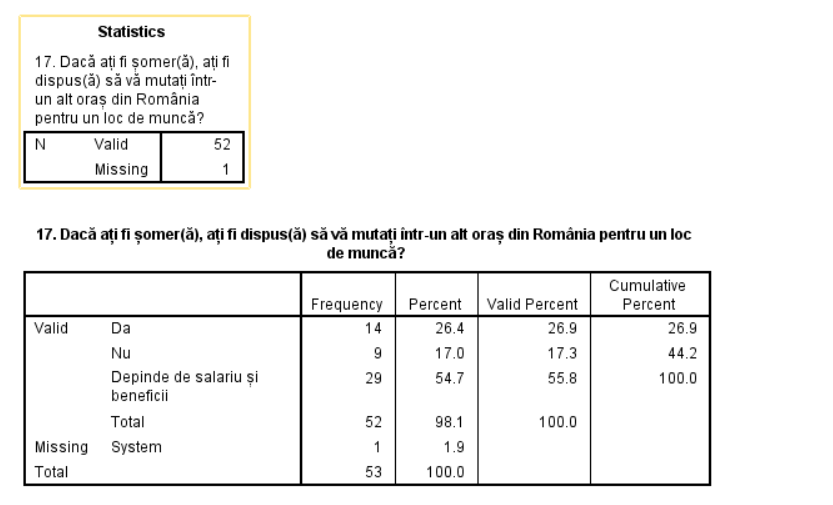 Statistics
17. Dacă ați fi șomer(ă), ați fi
dispus(ă) să vă mutați într-
un alt oraș din România
pentru un loc de muncă?
N Valid 52
Missing 1
17. Dacă ați fi șomer(ă), ați fi dispus(ă) să vă mutați într-un alt oraș din România pentru un loc
de muncă?
Frequency Percent Valid Percent Cumulative
Percent
Valid Da 14 26.4 26.9 26.9
Nu 9 17.0 17.3 44.2
Depinde de salariu și 29 54.7 55.8 100.0
beneficii
Total 52 98.1 100.0
Missing System 1 1.9
Total 53 100.0